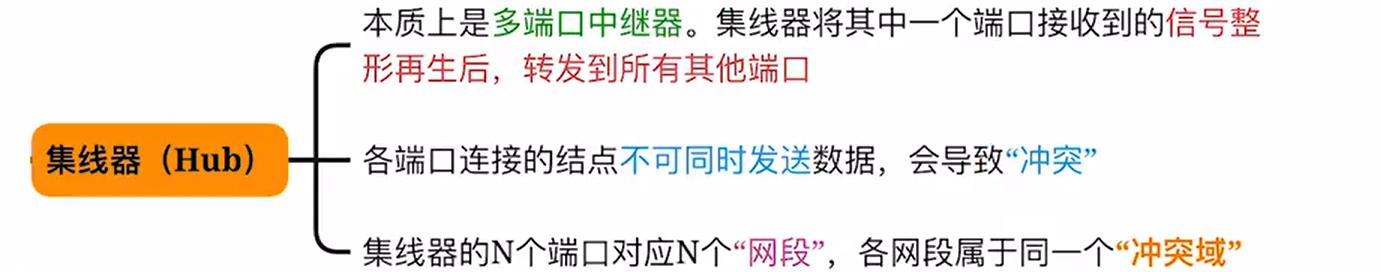 本质上是多端口中继器。集线器将其中一个端口接收到的信号整
形再生后，转发到所有其他端口
集线器（Hub）
各端口连接的结点不可同时发送数据，会导致“冲突”
集线器的N个端口对应N个“网段”，各网段属于同一个“冲突域”